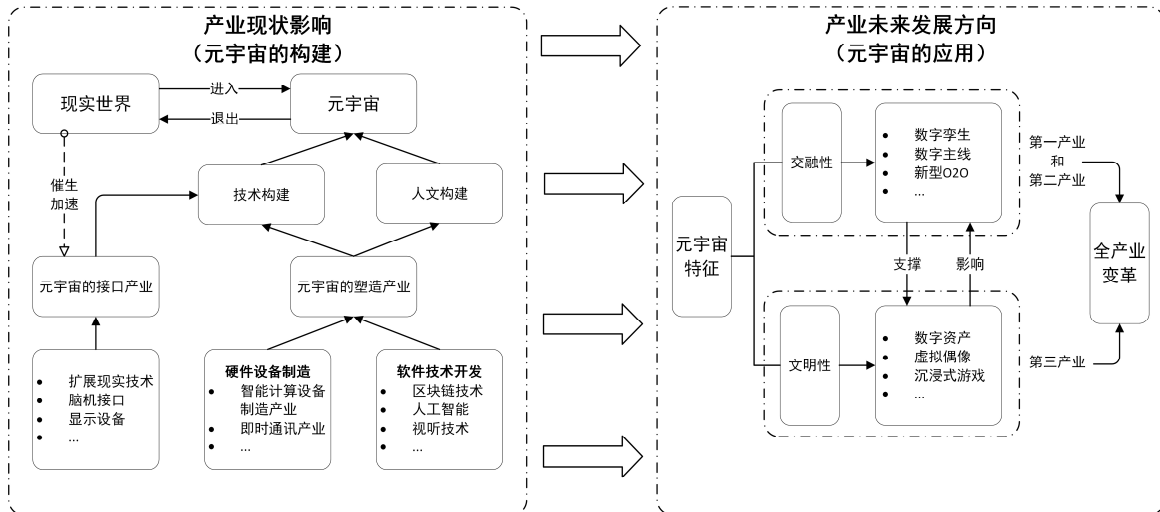 产业现状影响
（元宇宙的构建）
现实世界
进入
退出
元宇宙
催生
加速
技术构建
人文构建
元宇宙的接口产业
元宇宙的塑造产业
• 扩展现实技术
• 脑机接口
• 显示设备
• ...
硬件设备制造
• 智能计算设备
制造产业
• 即时通讯产业
• ...
软件技术开发
• 区块链技术
• 人工智能
• 视听技术
• ...
产业未来发展方向
（元宇宙的应用）
元宇宙
特征
交融性
• 数字孪生
• 数字主线
• 新型O2O
• ...
支撑
影响
文明性
• 数字资产
• 虚拟偶像
• 沉浸式游戏
• ...
第一产业
和
第二产业
第三产业
全产业
变革